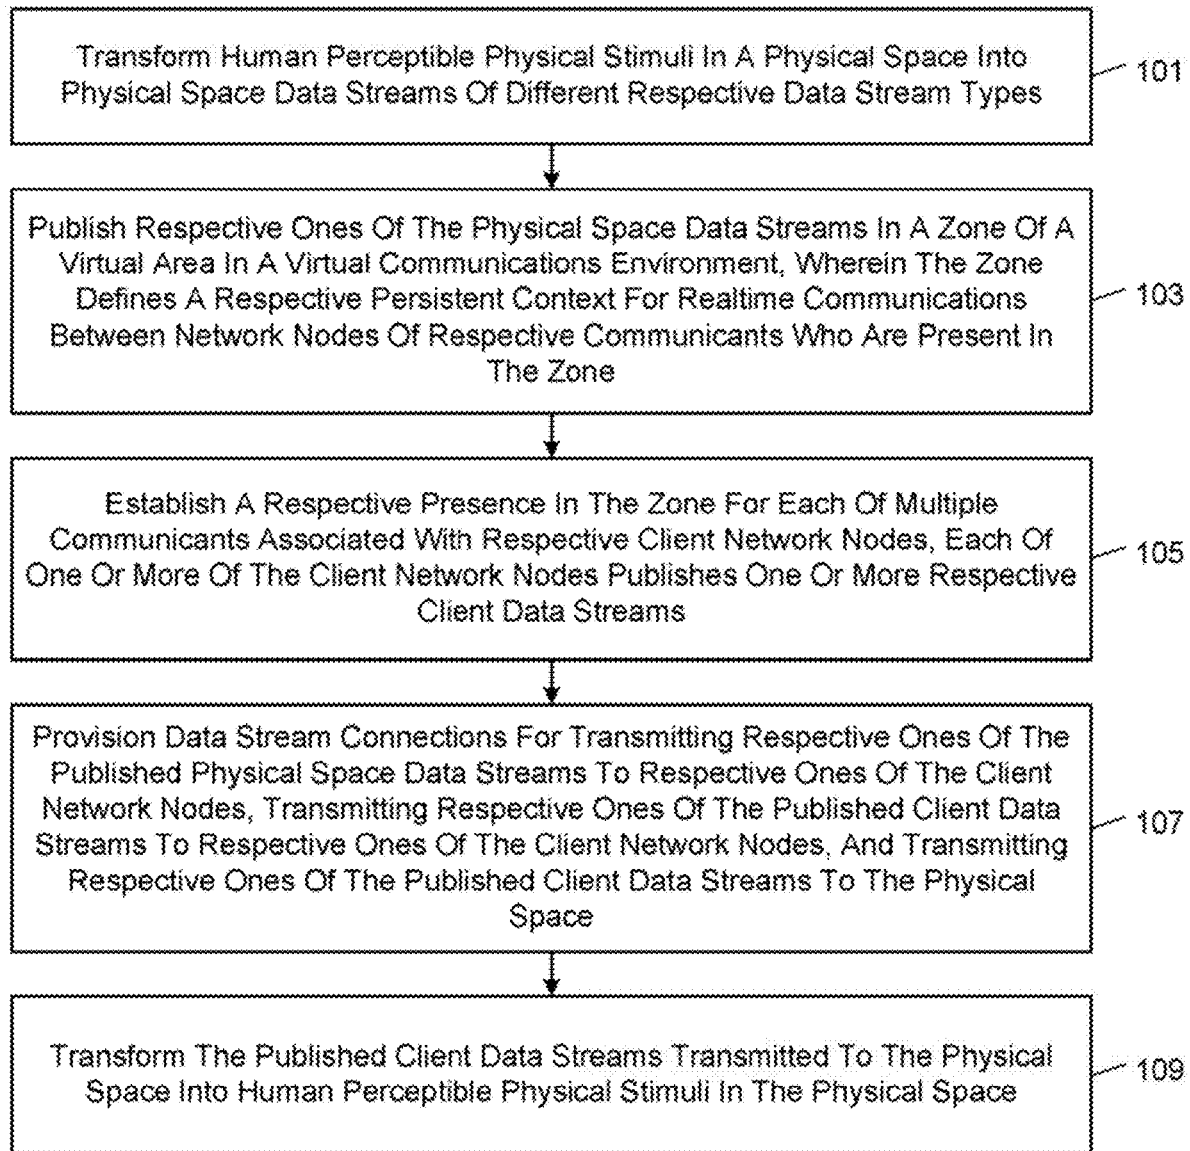 Transform Human Perceptible Physical Stimuli In A Physical Space Into
Physical Space Data Streams Of Different Respective Data Stream Types
101
Publish Respective Ones Of The Physical Space Data Streams In A Zone Of A
Virtual Area In A Virtual Communications Environment, Wherein The Zone
Defines A Respective Persistent Context For Realtime Communications
Between Network Nodes Of Respective Communicants Who Are Present In
The Zone
103
Establish A Respective Presence In The Zone For Each Of Multiple
Communicants Associated With Respective Client Network Nodes, Each Of
One Or More Of The Client Network Nodes Publishes One Or More Respective
Client Data Streams
105
Provision Data Stream Connections For Transmitting Respective Ones Of The
Published Physical Space Data Streams To Respective Ones Of The Client
Network Nodes, Transmitting Respective Ones Of The Published Client Data
Streams To Respective Ones Of The Client Network Nodes, And Transmitting
Respective Ones Of The Published Client Data Streams To The Physical
Space
107
Transform The Published Client Data Streams Transmitted To The Physical
Space Into Human Perceptible Physical Stimuli In The Physical Space
109